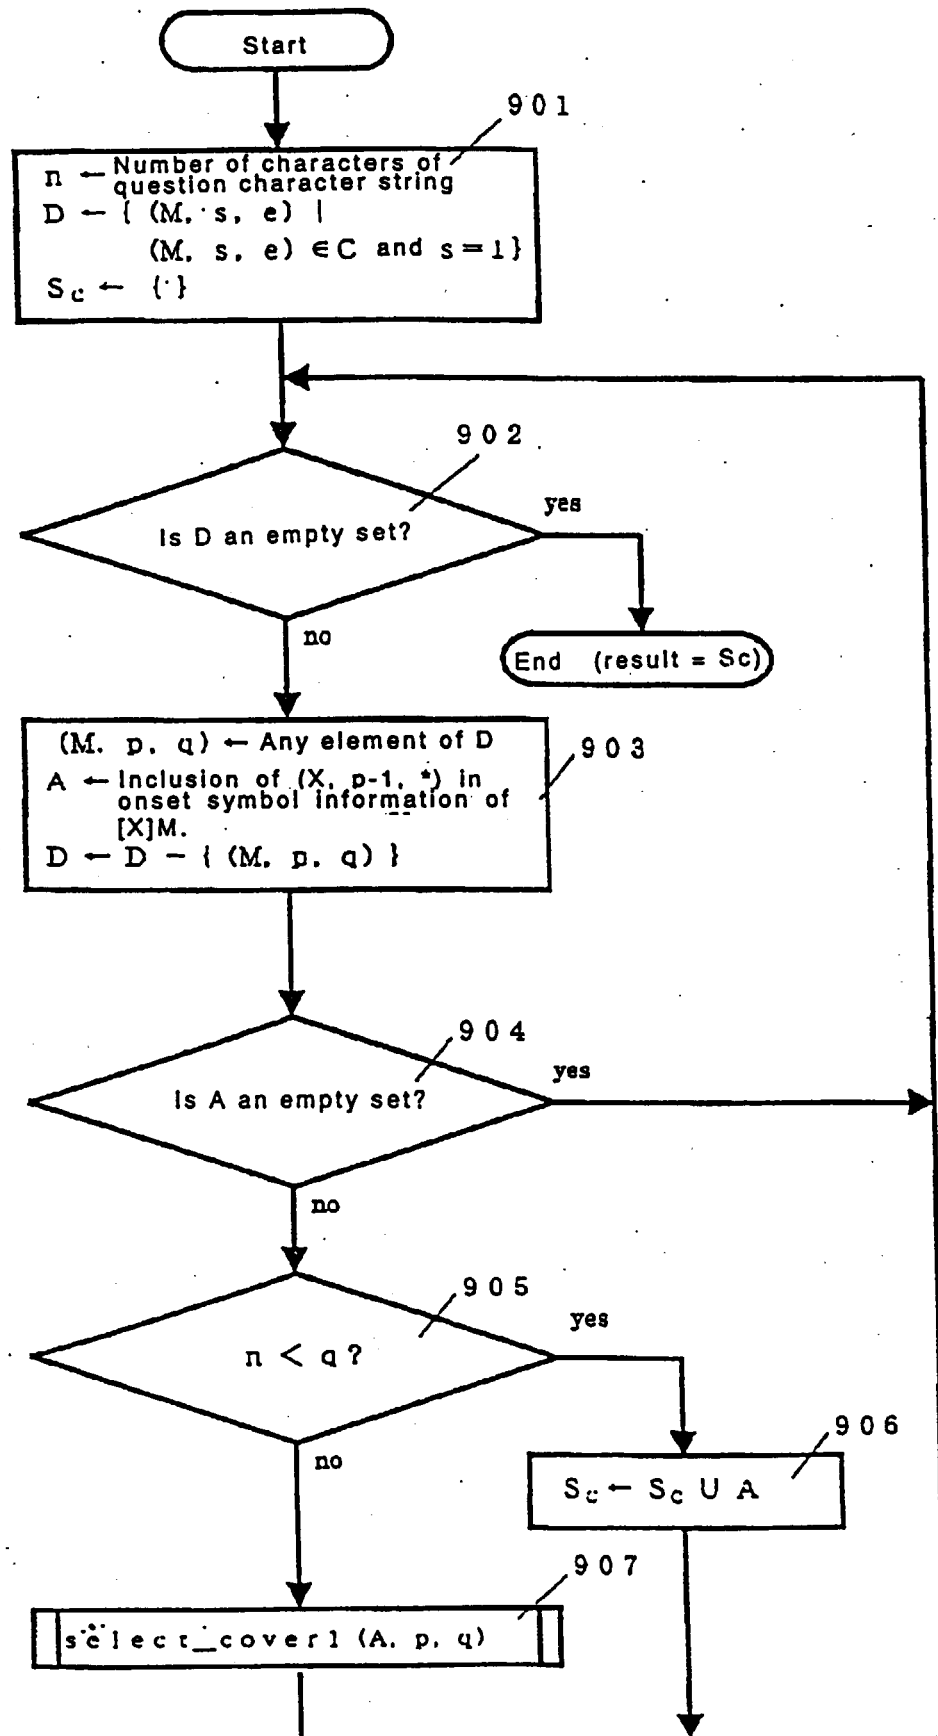 Start
901
n ← Number of characters of
question character string
D ← { (M, s, e) |
(M, s, e) ∈ C and s = 1}
Sc ← { }
902
yes
Is D an empty set?
no
End (result = Sc)
(M, p, q) ← Any element of D
903
A ← Inclusion of (X, p-1, *) in
onset symbol information of
[X]M.
D ← D - { (M, p, q) }
904
yes
Is A an empty set?
no
905
yes
n < q ?
906
no
Sc ← Sc ∪ A
907
select_cover1 (A, p, q)